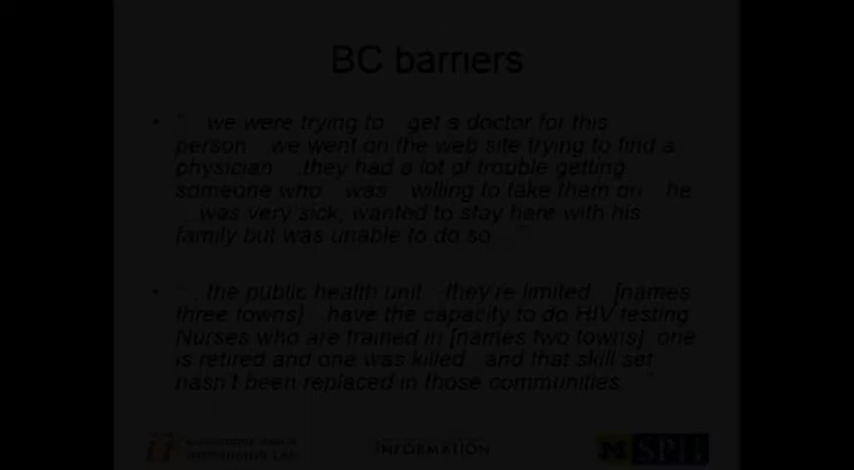 BC barriers
• “ we were trying to get a doctor for this
person we went on the web site trying to find a
physician ...they had a lot of trouble getting
someone who was willing to take them on he
...was very sick, wanted to stay here with his
family but was unable to do so...”
• “...the public health unit they're limited [names
three towns] have the capacity to do HIV testing
Nurses who are trained in [names two towns] one
is retired and one was killed and that skill set
hasn't been replaced in those communities ”
INFORMATION
M SPH